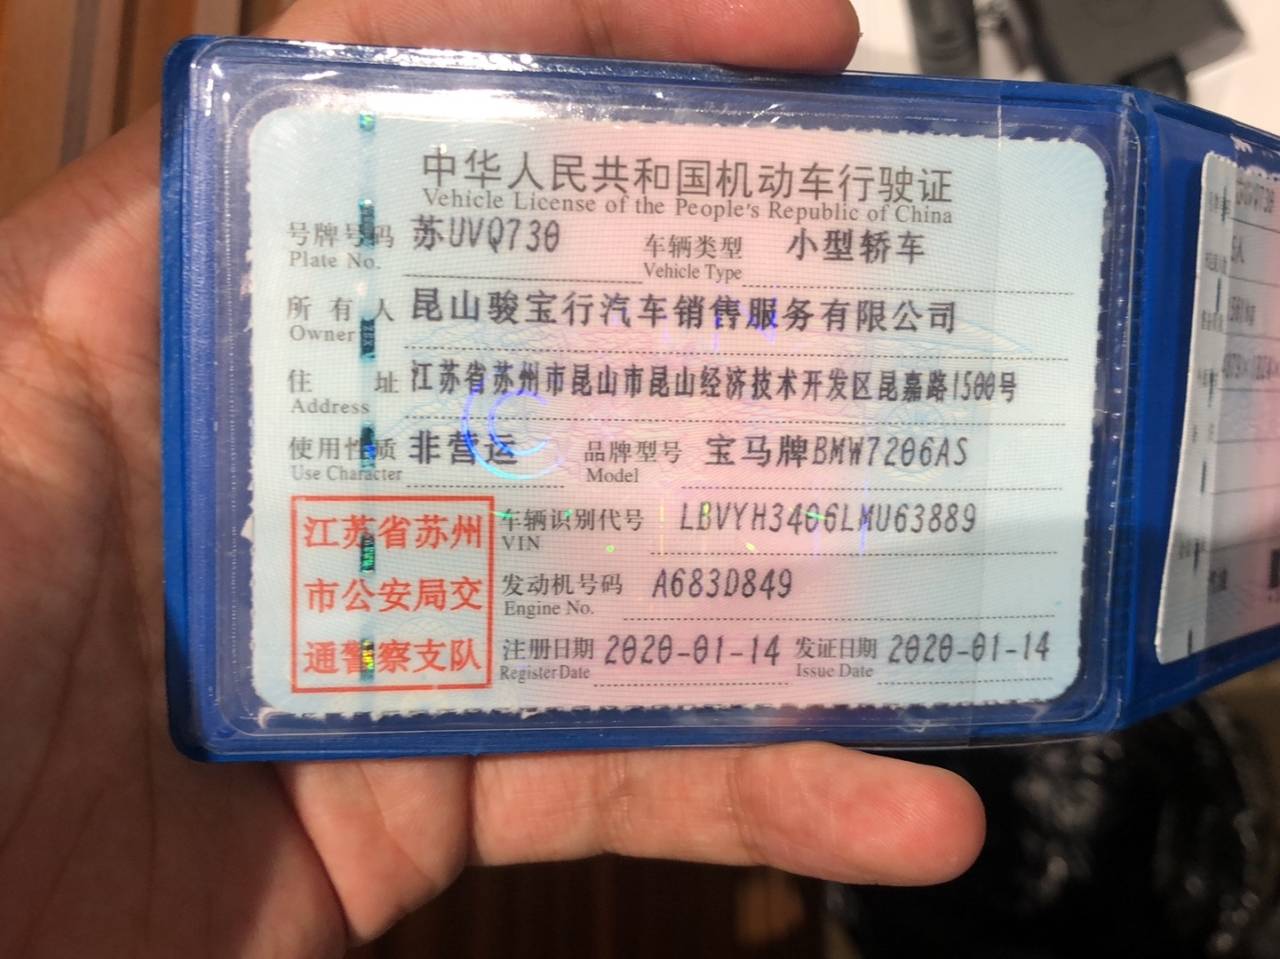 中华人民共和国机动车行驶证
Vehicle License of the People's Republic of China
号牌号码 苏UVQ730 车辆类型 小型轿车
Plate No. Vehicle Type
所有人 昆山骏宝行汽车销售服务有限公司
Owner
住址 江苏省苏州市昆山市昆山经济技术开发区昆嘉路1500号
Address
使用性质 非营运 品牌型号 宝马牌BMW7206AS
Use Character Model
江苏省苏州
市公安局交
通警察支队
车辆识别代号 LBVYH3406LMU63889
VIN
发动机号码 A683D849
Engine No.
注册日期 2020-01-14 发证日期 2020-01-14
Register Date Issue Date